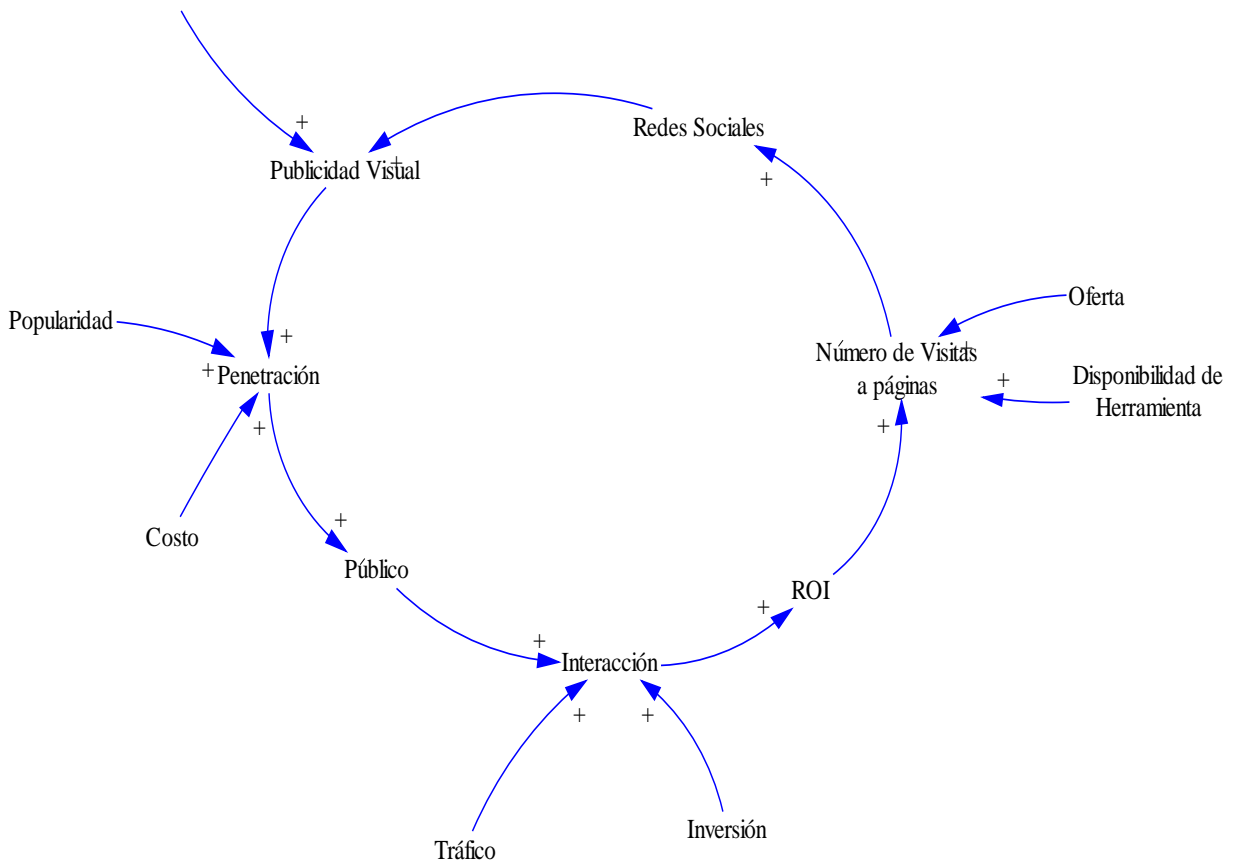 +
Redes Sociales
+
Publicidad Visual
+
+
Oferta
Popularidad
+
Número de Visitas
a páginas
+
+
Penetración
+
Disponibilidad de
Herramienta
+
+
+
Costo
Público
ROI
+
+
Interacción
+
+
Inversión
Tráfico